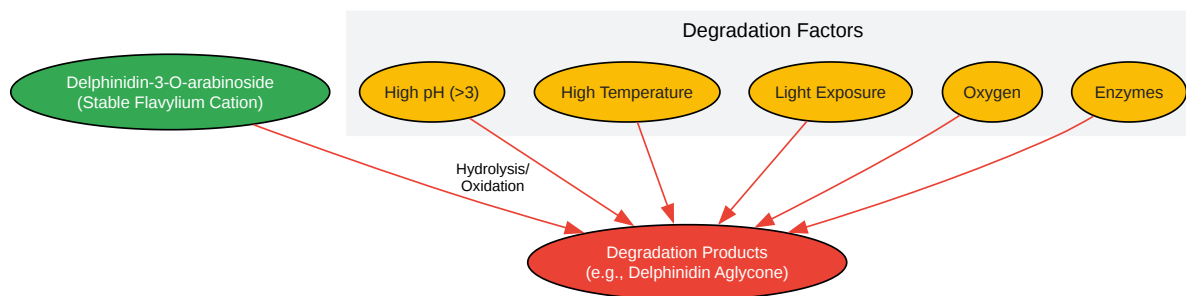 Degradation Factors
Delphinidin-3-O-arabinoside
(Stable Flavylium Cation)
High pH (>3)
High Temperature
Light Exposure
Oxygen
Enzymes
Hydrolysis/
Oxidation
Degradation Products
(e.g., Delphinidin Aglycone)